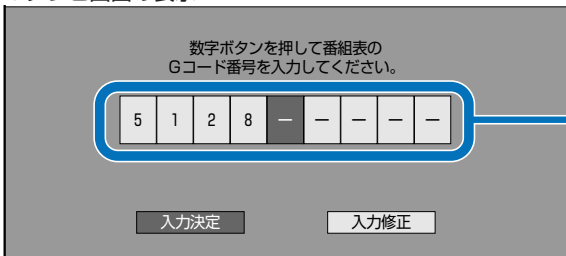 数字ボタンを押して番組表の
Gコード番号を入力してください。
5 1 2 8 － － － － －
入力決定 入力修正